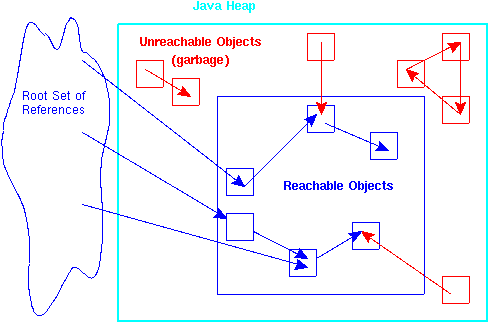 Java Heap
Unreachable Objects
(garbage)
Root Set of
References
Reachable Objects